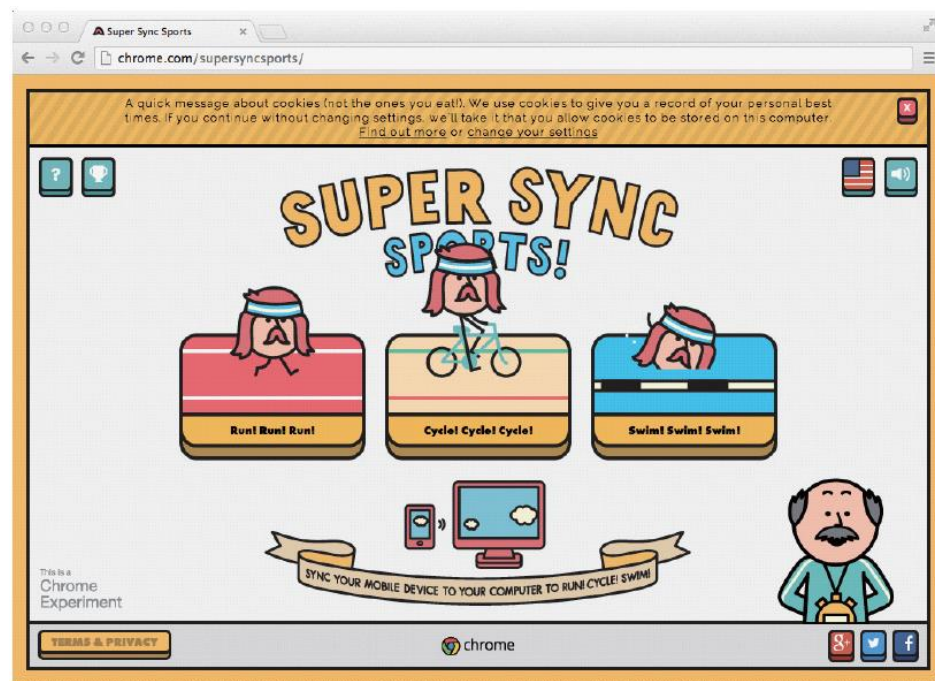 Super Sync Sports
chrome.com/supersyncsports/
A quick message about cookies (not the ones you eat!). We use cookies to give you a record of your personal best
times. If you continue without changing settings, we'll take it that you allow cookies to be stored on this computer.
Find out more or change your settings
?
SUPER SYNC
SPORTS!
Run! Run! Run!
Cycle! Cycle! Cycle!
Swim! Swim! Swim!
SYNC YOUR MOBILE DEVICE TO YOUR COMPUTER TO RUN! CYCLE! SWIM!
This is a
Chrome
Experiment
TERMS & PRIVACY
chrome
8+
f